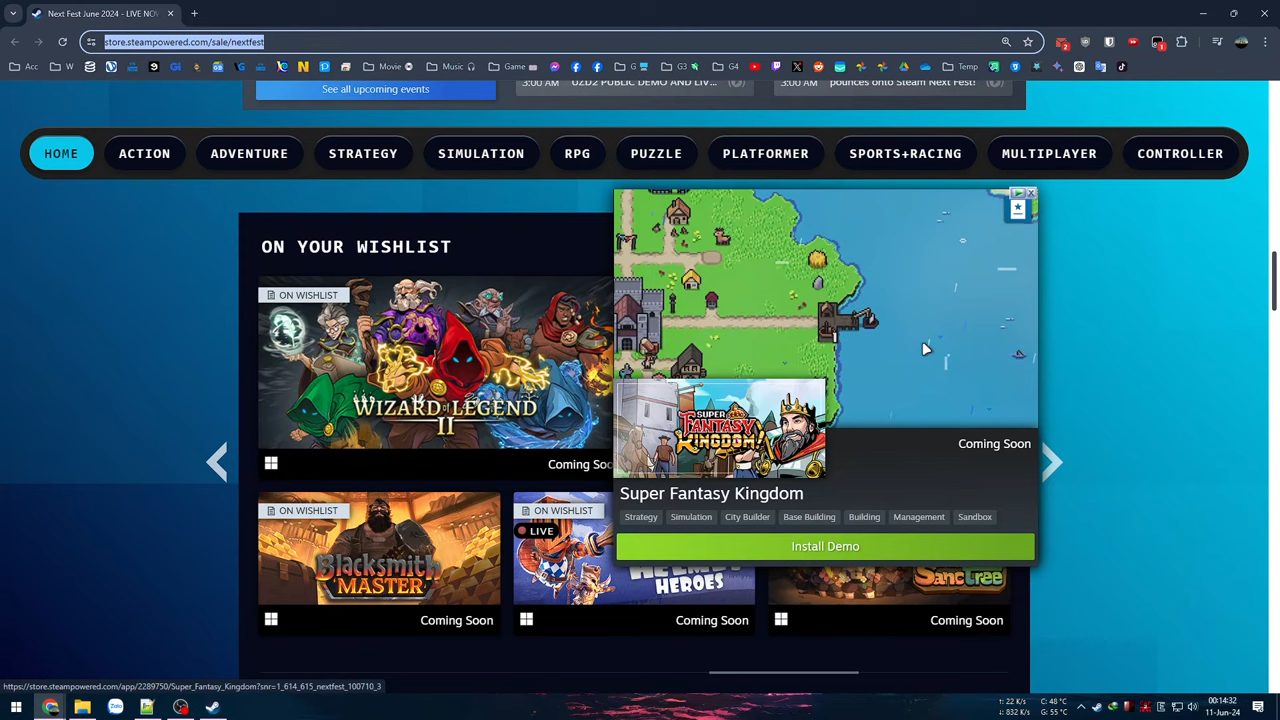 Next Fest June 2024 - LIVE NOW
store.steampowered.com/sale/nextfest
Acc
W
Movie
Music
Game
G
G3
G4
Temp
See all upcoming events
3:00 AM
UZD2 PUBLIC DEMO AND LIV...
3:00 AM
pounces onto Steam Next Fest!
HOME
ACTION
ADVENTURE
STRATEGY
SIMULATION
RPG
PUZZLE
PLATFORMER
SPORTS+RACING
MULTIPLAYER
CONTROLLER
ON YOUR WISHLIST
ON WISHLIST
WIZARD OF LEGEND
II
Coming Soo
SUPER
FANTASY
KINGDOM!
Coming Soon
Super Fantasy Kingdom
Strategy
Simulation
City Builder
Base Building
Building
Management
Sandbox
Install Demo
ON WISHLIST
Blacksmith
MASTER
Coming Soon
ON WISHLIST
LIVE
HELMET
HEROES
Coming Soon
SANCTREE
Coming Soon
https://store.steampowered.com/app/2289750/Super_Fantasy_Kingdom?snr=1_614_615_nextfest_100710_3
↑: 22 K/s
↓: 832 K/s
C: 48 °C
G: 55 °C
00:14:32
11-Jun-24